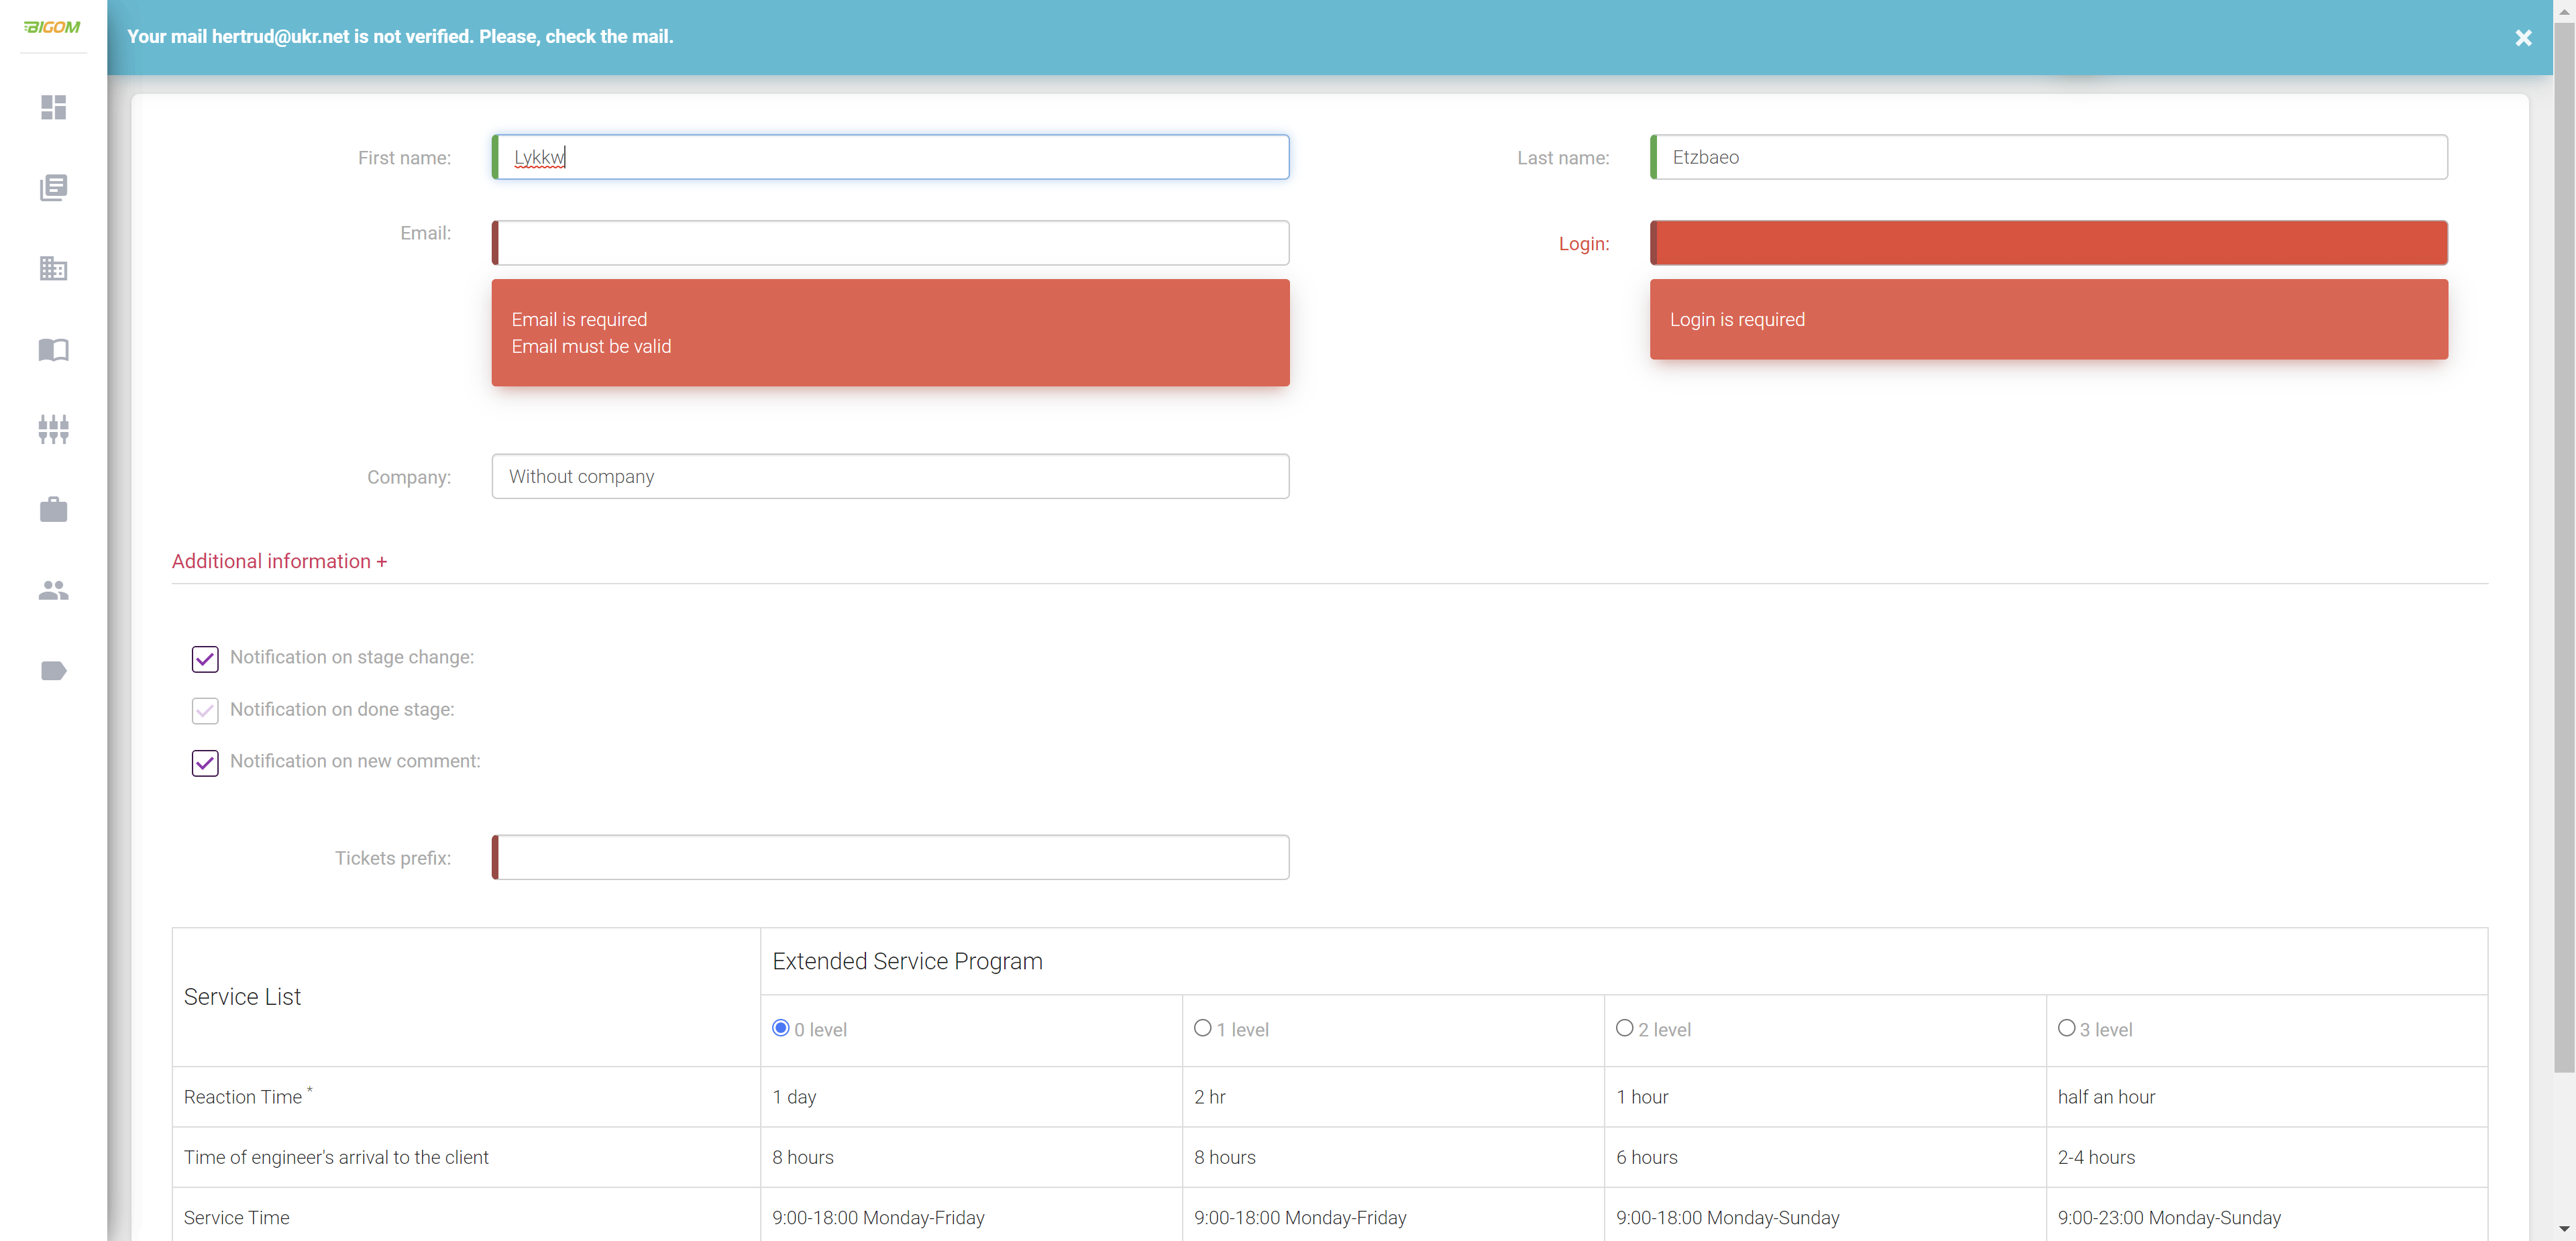 BIGOM
Your mail hertrud@ukr.net is not verified. Please, check the mail.
First name: Lykkw Last name: Etzbaeo
Email: Login:
Email is required
Email must be valid
Login is required
Company: Without company
Additional information +
Notification on stage change:
Notification on done stage:
Notification on new comment:
Tickets prefix:
Service List Extended Service Program
0 level 1 level 2 level 3 level
Reaction Time * 1 day 2 hr 1 hour half an hour
Time of engineer's arrival to the client 8 hours 8 hours 6 hours 2-4 hours
Service Time 9:00-18:00 Monday-Friday 9:00-18:00 Monday-Friday 9:00-18:00 Monday-Sunday 9:00-23:00 Monday-Sunday